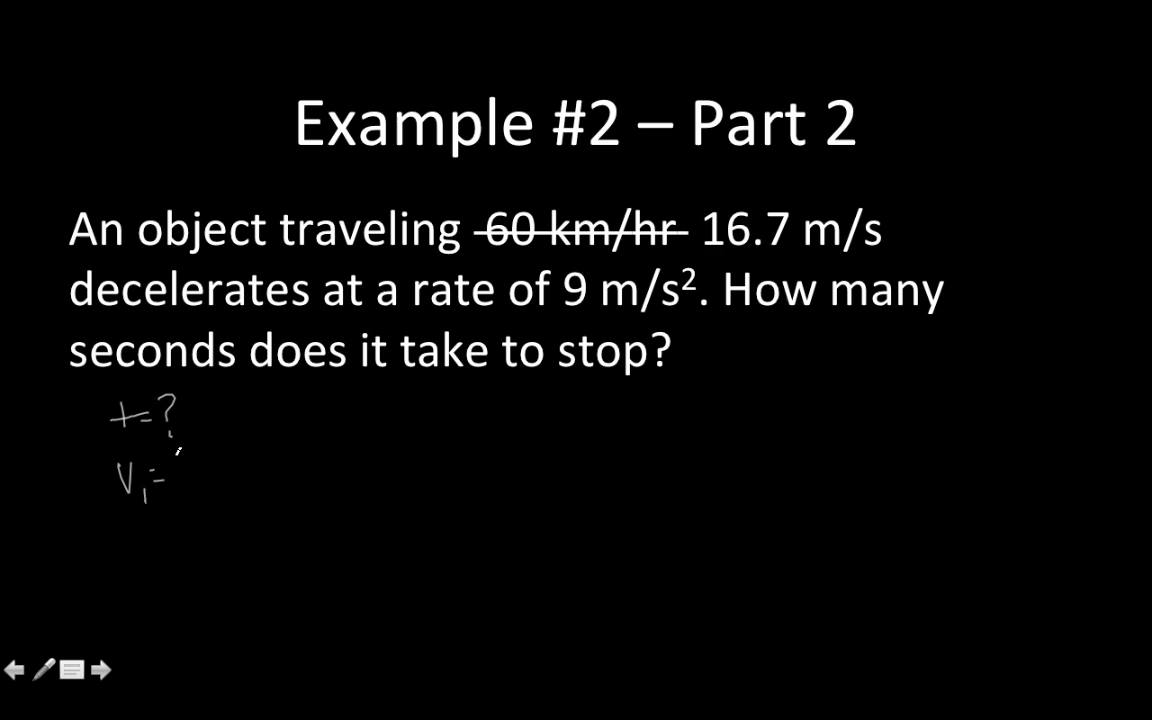 Example #2 – Part 2
An object traveling 60 km/hr 16.7 m/s
decelerates at a rate of 9 m/s². How many
seconds does it take to stop?
t=?
V₁=